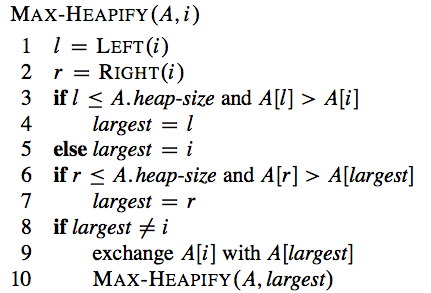 MAX-HEAPIFY(A, i)
1 l = LEFT(i)
2 r = RIGHT(i)
3 if l ≤ A.heap-size and A[l] > A[i]
4 largest = l
5 else largest = i
6 if r ≤ A.heap-size and A[r] > A[largest]
7 largest = r
8 if largest ≠ i
9 exchange A[i] with A[largest]
10 MAX-HEAPIFY(A, largest)